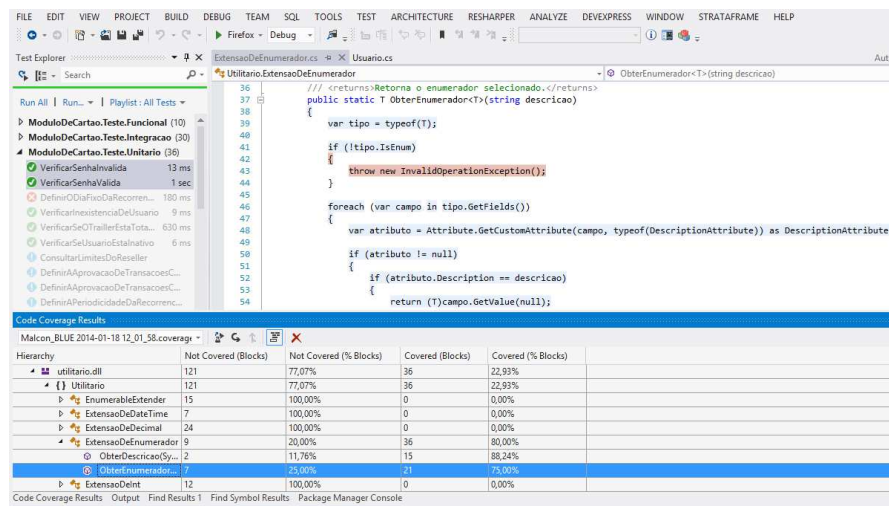 FILE EDIT VIEW PROJECT BUILD DEBUG TEAM SQL TOOLS TEST ARCHITECTURE RESHARPER ANALYZE DEVEXPRESS WINDOW STRATAFRAME HELP
Firefox Debug
Test Explorer
ExtensaoDeEnumerador.cs Usuario.cs
Aut
Search
Utilitario.ExtensaoDeEnumerador
ObterEnumerador<T>(string descricao)
Run All | Run... | Playlist : All Tests
ModuloDeCartao.Teste.Funcional (10)
ModuloDeCartao.Teste.Integracao (30)
ModuloDeCartao.Teste.Unitario (36)
VerificarSenhaInvalida 13 ms
VerificarSenhaValida 1 sec
DefinirODiaFixoDaRecorren... 180 ms
VerificarInexistenciaDeUsuario 9 ms
VerificarSeOTraillerEstaTota... 630 ms
VerificarSeUsuarioEstaInativo 6 ms
ConsultarLimitesDoReseller
DefinirAAprovacaoDeTransacoesC...
DefinirAAprovacaoDeTransacoesC...
DefinirAPeriodicidadeDaRecorrenc...
36 /// <returns>Retorna o enumerador selecionado.</returns>
37 public static T ObterEnumerador<T>(string descricao)
38 {
39 var tipo = typeof(T);
40
41 if (!tipo.IsEnum)
42 {
43 throw new InvalidOperationException();
44 }
45
46 foreach (var campo in tipo.GetFields())
47 {
48 var atributo = Attribute.GetCustomAttribute(campo, typeof(DescriptionAttribute)) as DescriptionAttribute
49
50 if (atributo != null)
51 {
52 if (atributo.Description == descricao)
53 {
54 return (T)campo.GetValue(null);
Code Coverage Results
Malcon_BLUE 2014-01-18 12_01_58.coverage
Hierarchy Not Covered (Blocks) Not Covered (% Blocks) Covered (Blocks) Covered (% Blocks)
utilitario.dll 121 77,07% 36 22,93%
{ } Utilitario 121 77,07% 36 22,93%
EnumerableExtender 15 100,00% 0 0,00%
ExtensaoDeDateTime 7 100,00% 0 0,00%
ExtensaoDeDecimal 24 100,00% 0 0,00%
ExtensaoDeEnumerador 9 20,00% 36 80,00%
ObterDescricao(Sy... 2 11,76% 15 88,24%
ObterEnumerador... 7 25,00% 21 75,00%
ExtensaoDeInt 12 100,00% 0 0,00%
Code Coverage Results Output Find Results 1 Find Symbol Results Package Manager Console